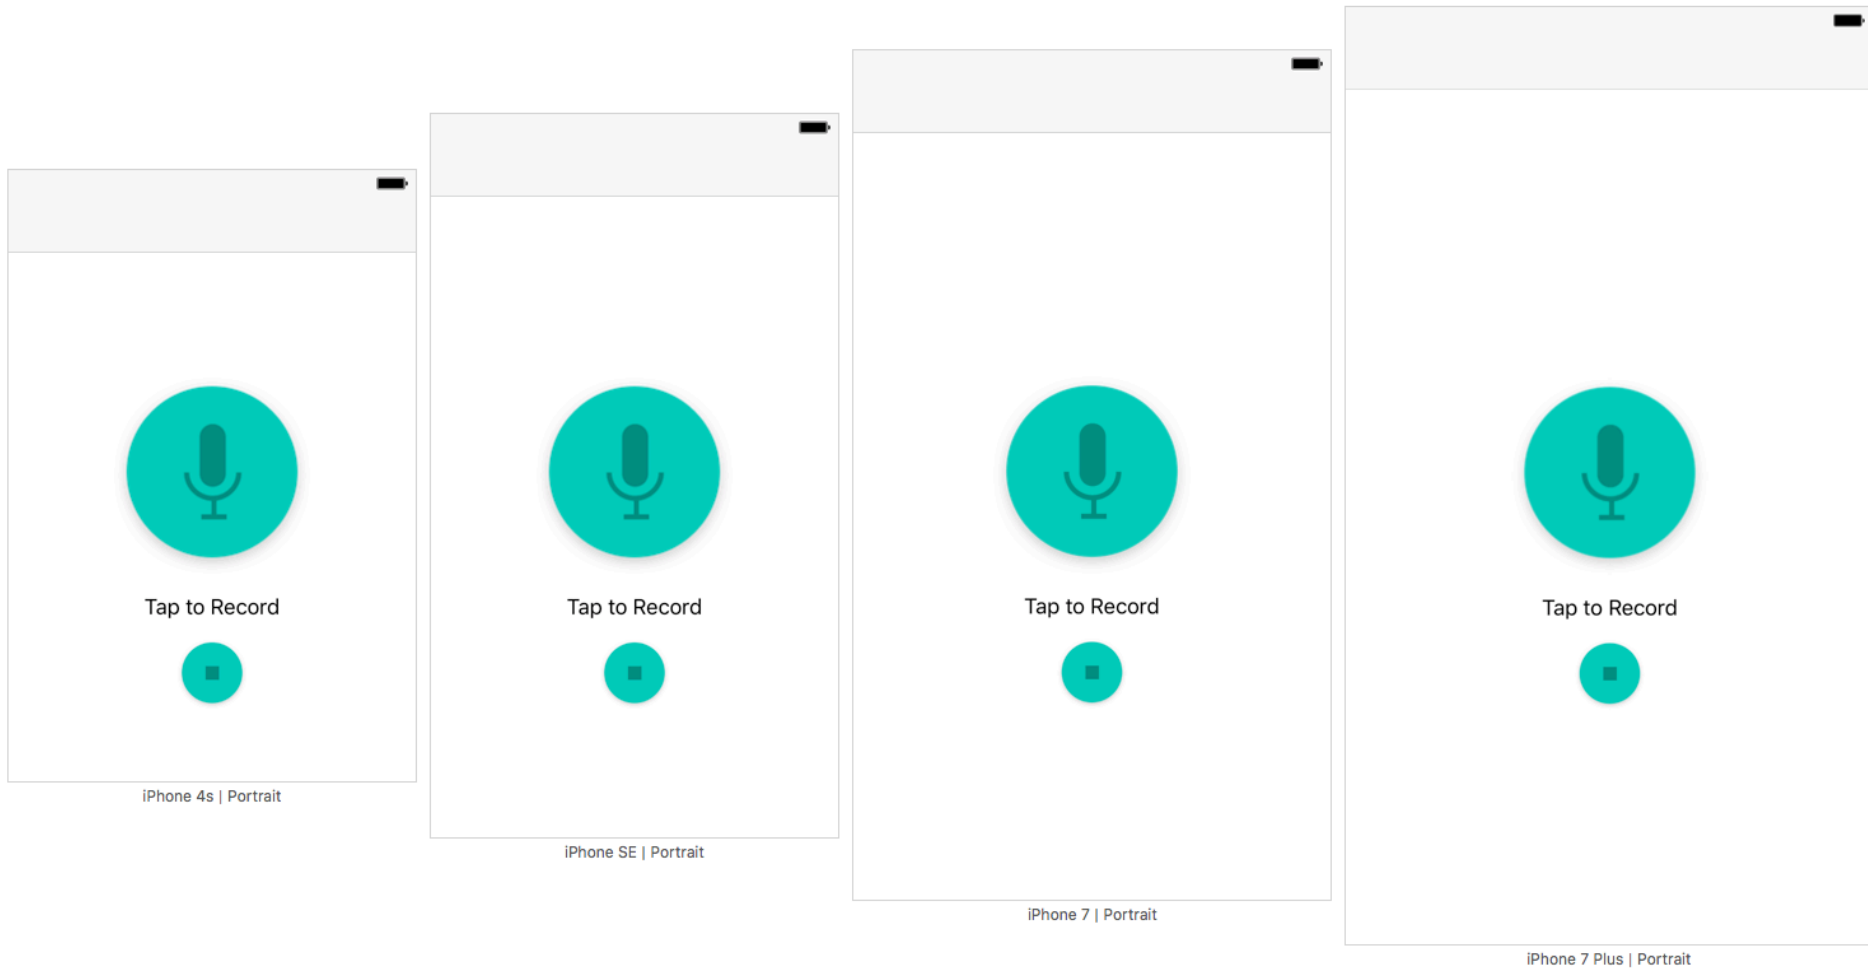 Tap to Record
iPhone 4s | Portrait
Tap to Record
iPhone SE | Portrait
Tap to Record
iPhone 7 | Portrait
Tap to Record
iPhone 7 Plus | Portrait